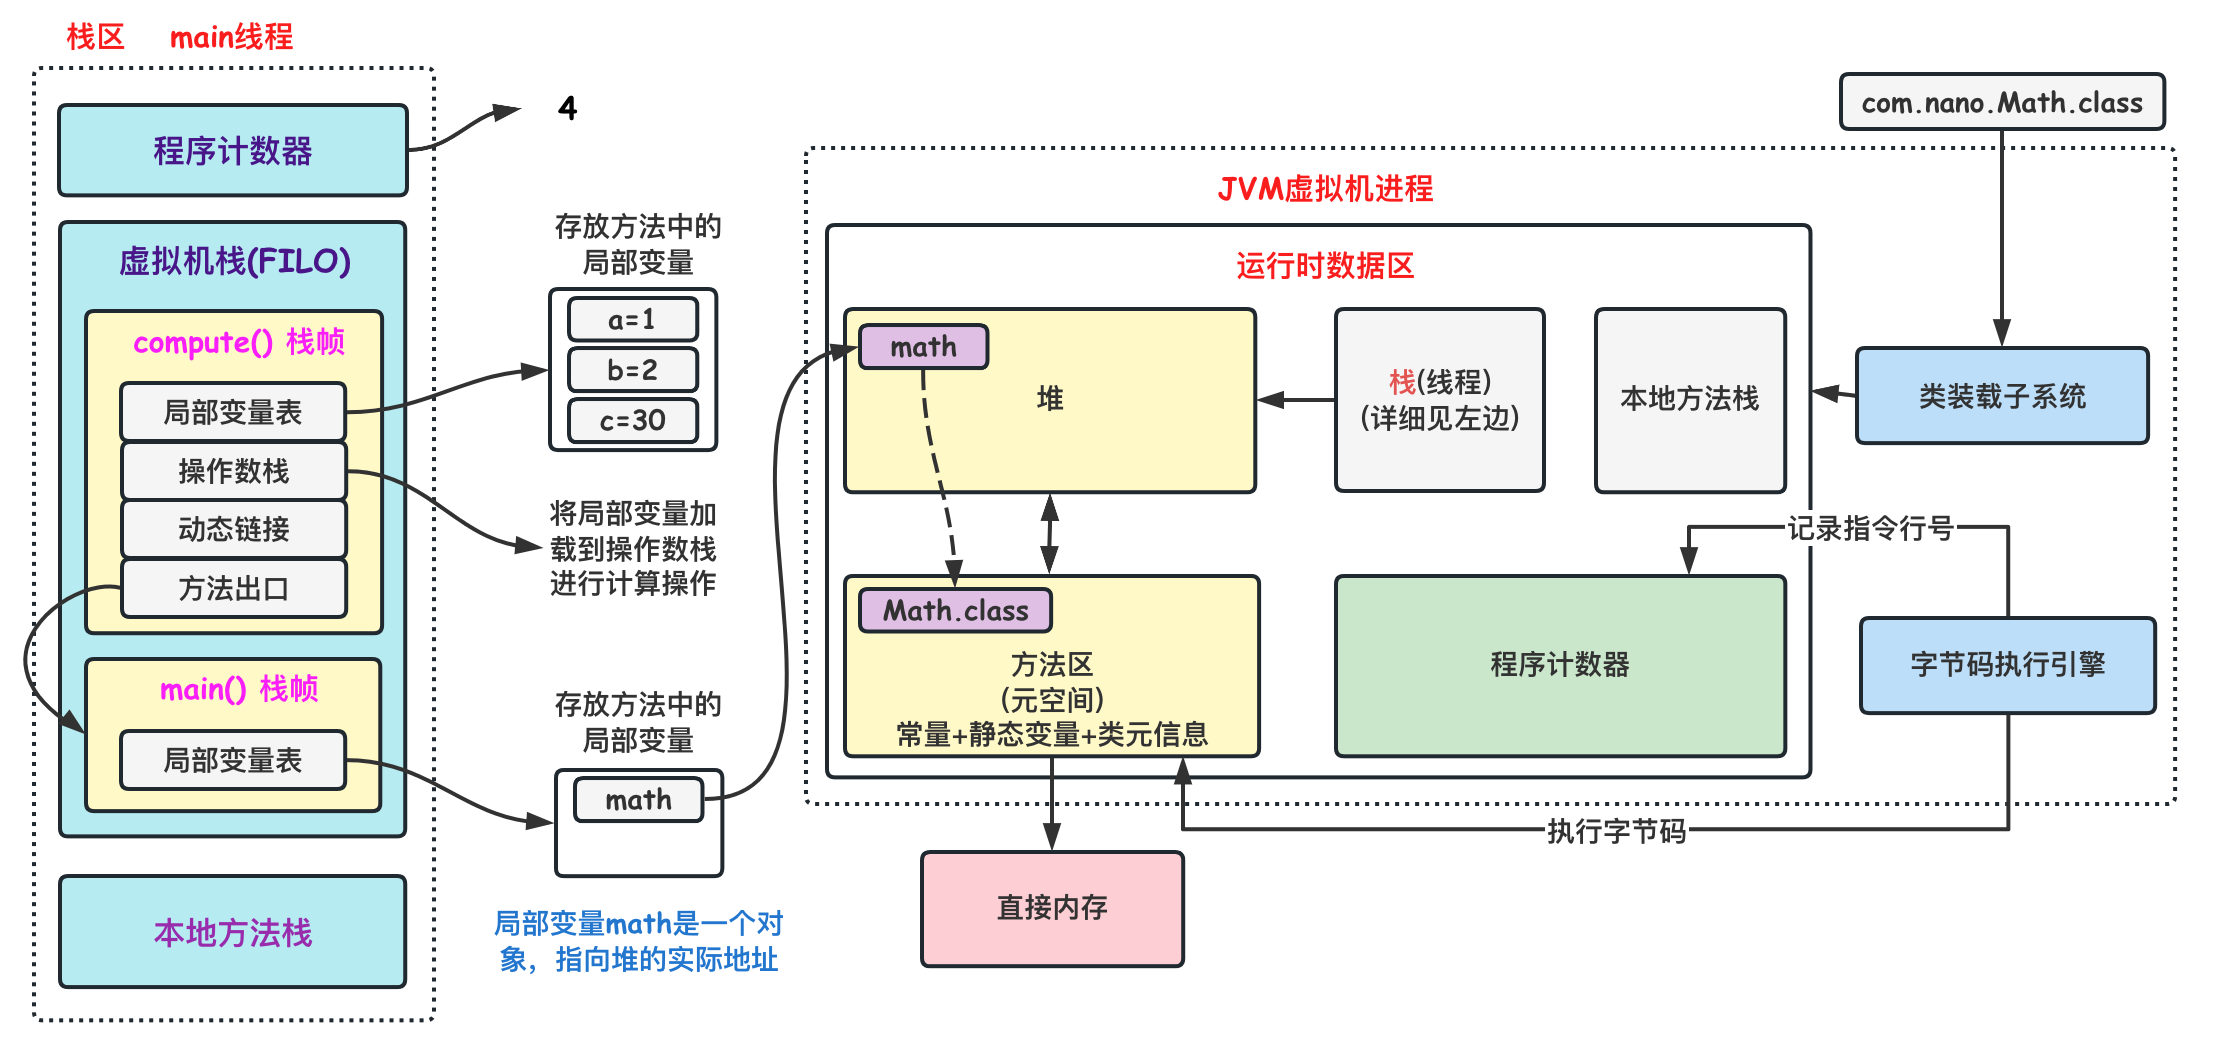 栈区 main线程
程序计数器
4
虚拟机栈(FILO)
compute() 栈帧
局部变量表
操作数栈
动态链接
方法出口
main() 栈帧
局部变量表
本地方法栈
存放方法中的
局部变量
a=1
b=2
c=30
将局部变量加
载到操作数栈
进行计算操作
存放方法中的
局部变量
math
局部变量math是一个对
象，指向堆的实际地址
com.nano.Math.class
JVM虚拟机进程
运行时数据区
math
堆
栈(线程)
(详细见左边)
本地方法栈
类装载子系统
记录指令行号
Math.class
方法区
(元空间)
常量+静态变量+类元信息
程序计数器
字节码执行引擎
执行字节码
直接内存